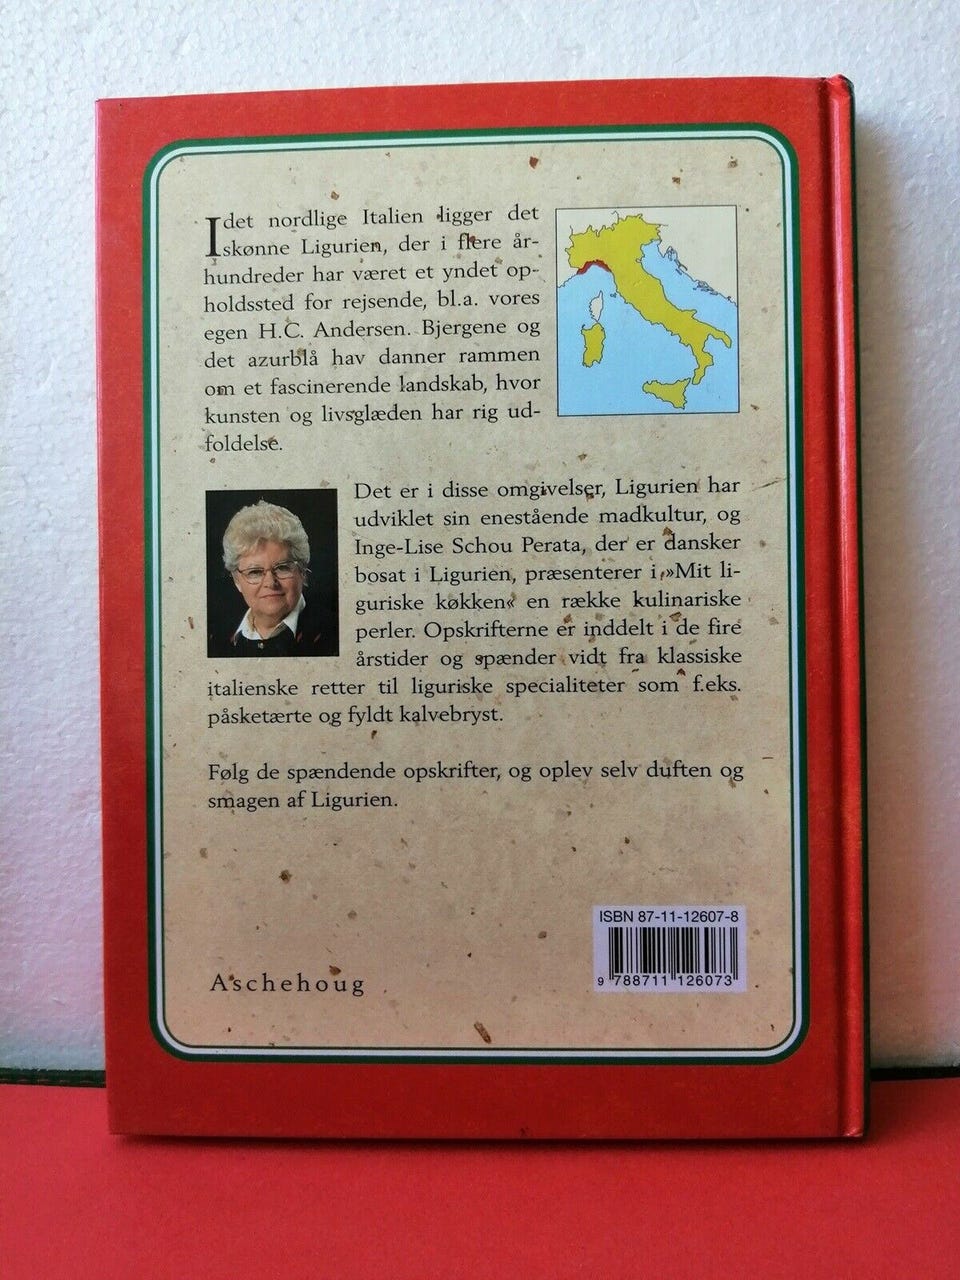 I det nordlige Italien ligger det
skønne Ligurien, der i flere år-
hundreder har været et yndet op-
holdssted for rejsende, bl.a. vores
egen H.C. Andersen. Bjergene og
det azurblå hav danner rammen
om et fascinerende landskab, hvor
kunsten og livsglæden har rig ud-
foldelse.
Det er i disse omgivelser, Ligurien har
udviklet sin enestående madkultur, og
Inge-Lise Schou Perata, der er dansker
bosat i Ligurien, præsenterer i »Mit li-
guriske køkken« en række kulinariske
perler. Opskrifterne er inddelt i de fire
årstider og spænder vidt fra klassiske
italienske retter til liguriske specialiteter som f.eks.
påsketærte og fyldt kalvebryst.
Følg de spændende opskrifter, og oplev selv duften og
smagen af Ligurien.
ISBN 87-11-12607-8
9 788711 126073
Aschehoug